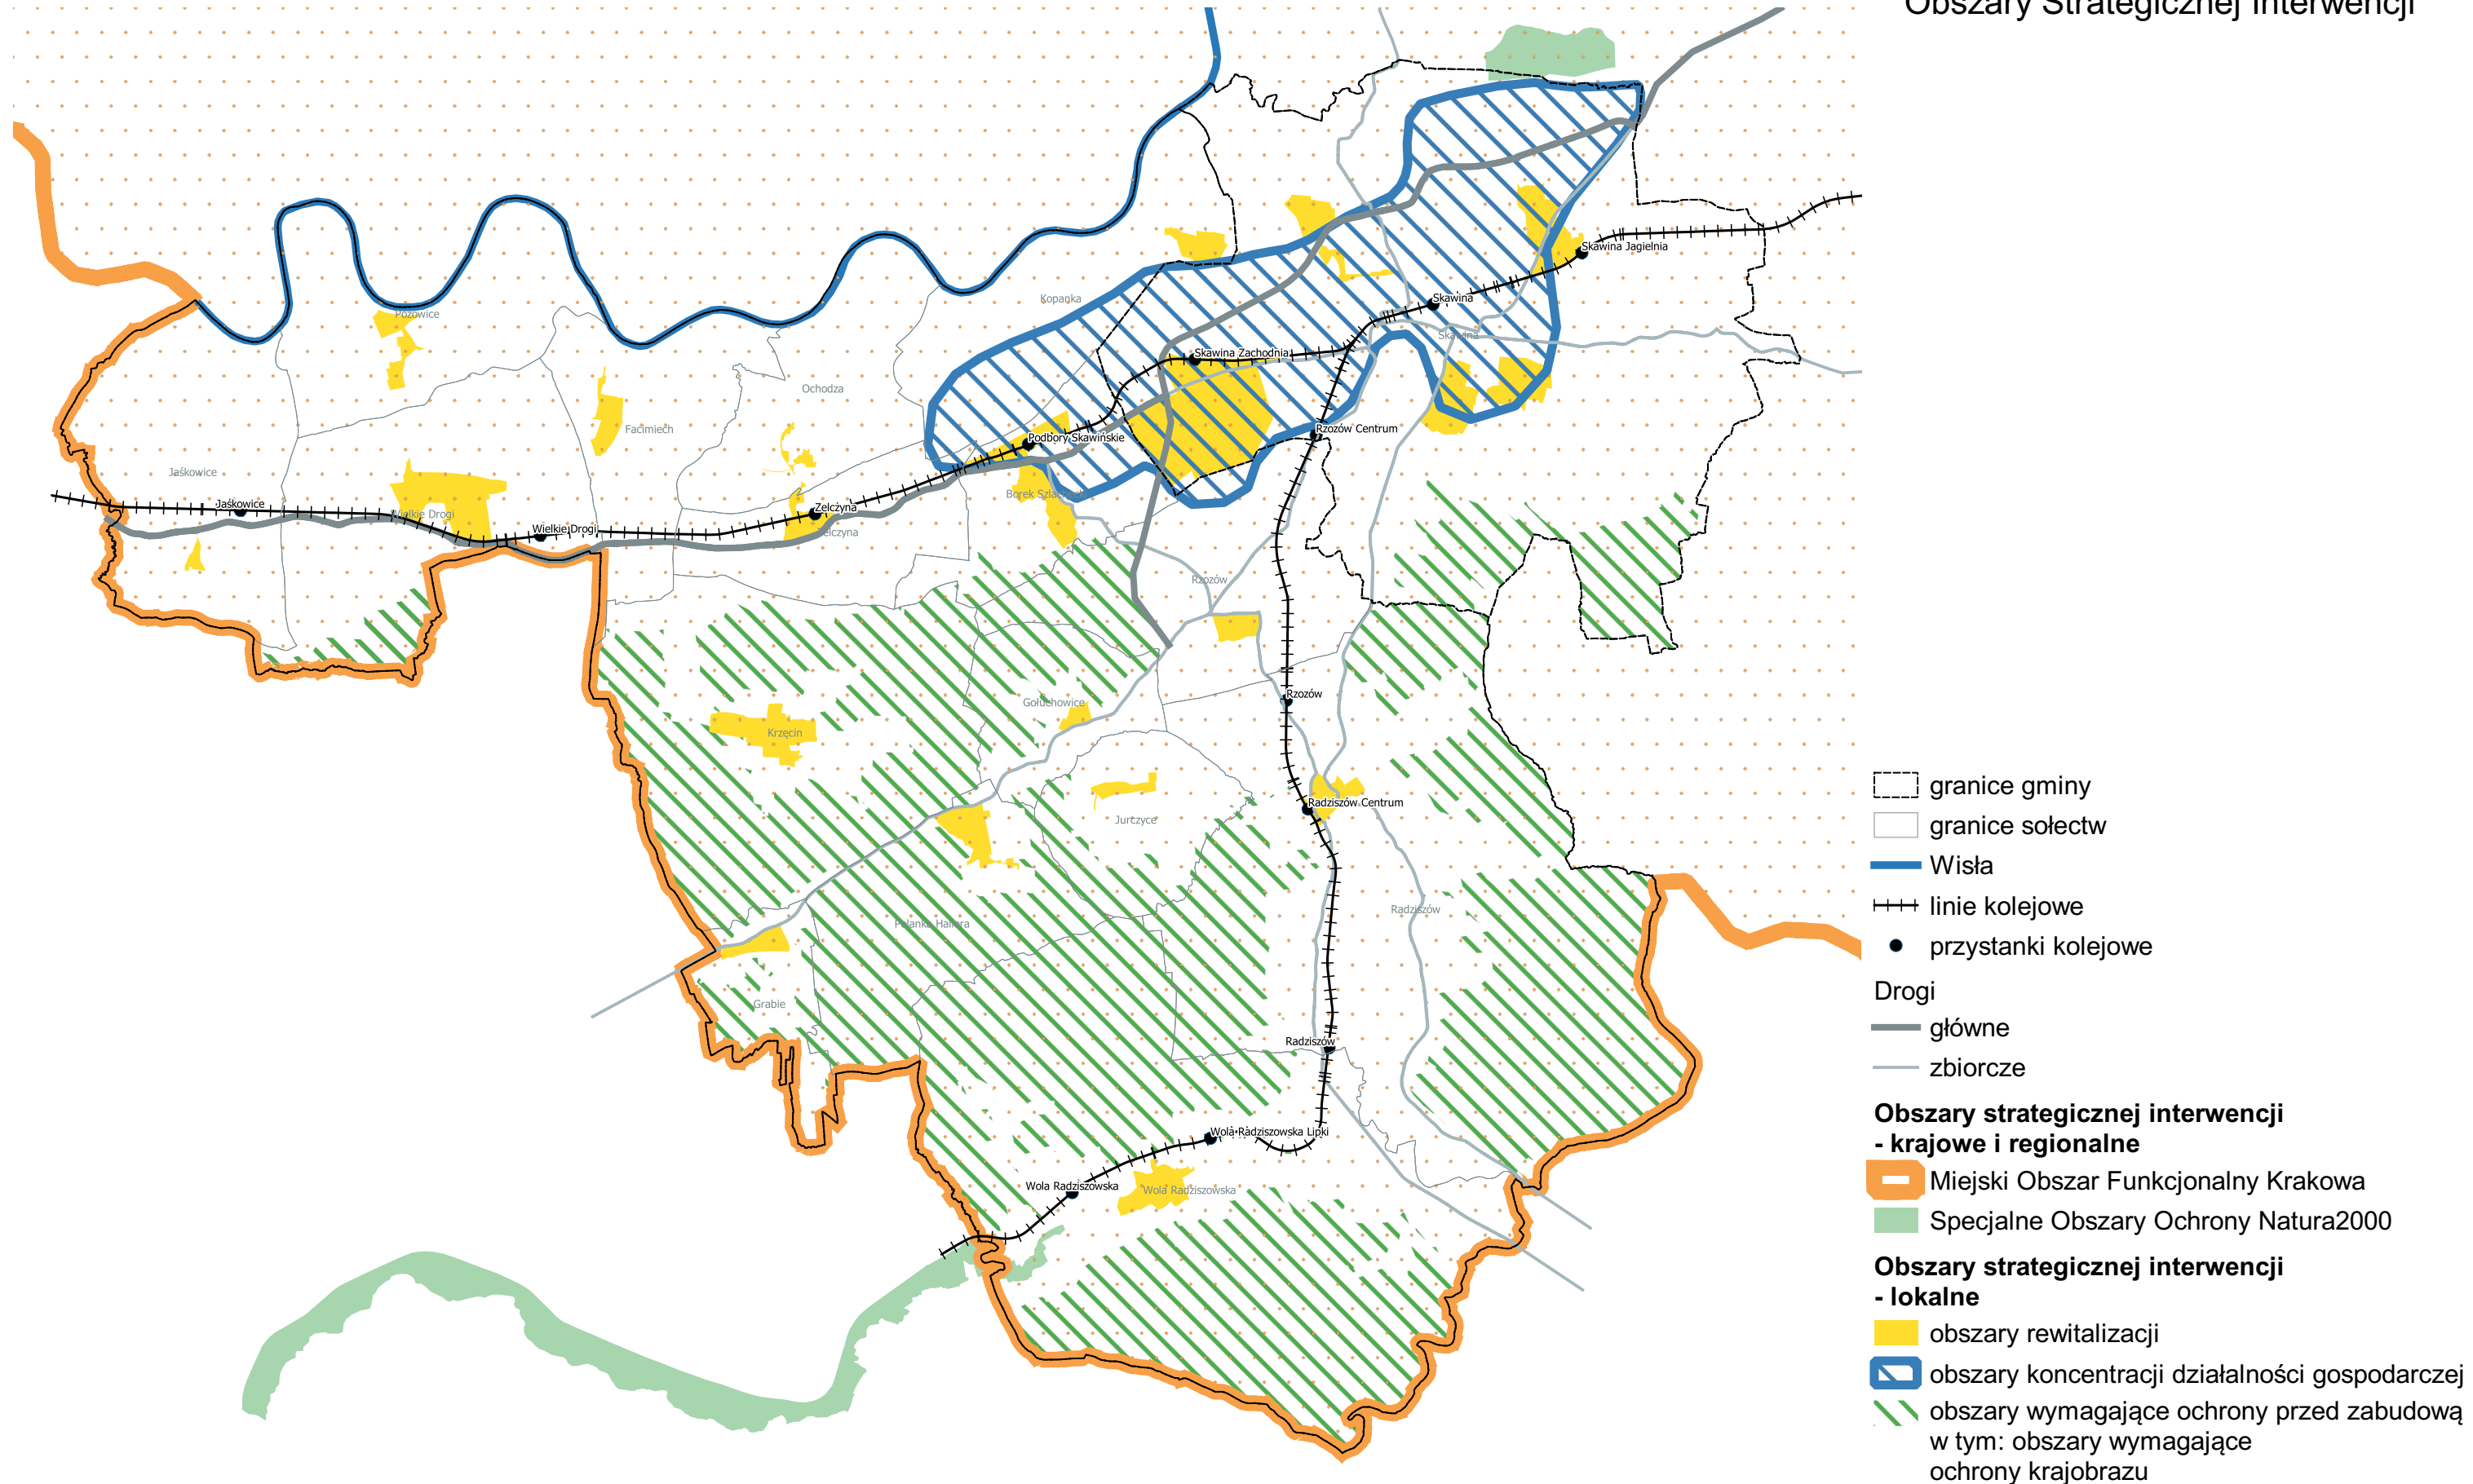 Obszary Strategicznej Interwencji
Skawina Jagielnia
Kopanka
Skawina
Pozowice
Skawina
Skawina Zachodnia
Ochodza
Facimiech
Rzozów Centrum
Podbory Skawińskie
Jaśkowice
Borek Szlachecki
Jaśkowice
Zelczyna
Wielkie Drogi
Wielkie Drogi
Zelczyna
Rzozów
Rzozów
Gołuchowice
Krzęcin
granice gminy
Radziszów Centrum
Jurczyce
granice sołectw
Wisła
linie kolejowe
Radziszów
Polanka Hallera
przystanki kolejowe
Drogi
Grabie
główne
Radziszów
zbiorcze
Obszary strategicznej interwencji
- krajowe i regionalne
Wola Radziszowska Lipki
Wola Radziszowska
Wola Radziszowska
Miejski Obszar Funkcjonalny Krakowa
Specjalne Obszary Ochrony Natura2000
Obszary strategicznej interwencji
- lokalne
obszary rewitalizacji
obszary koncentracji działalności gospodarczej
obszary wymagające ochrony przed zabudową
w tym: obszary wymagające
ochrony krajobrazu